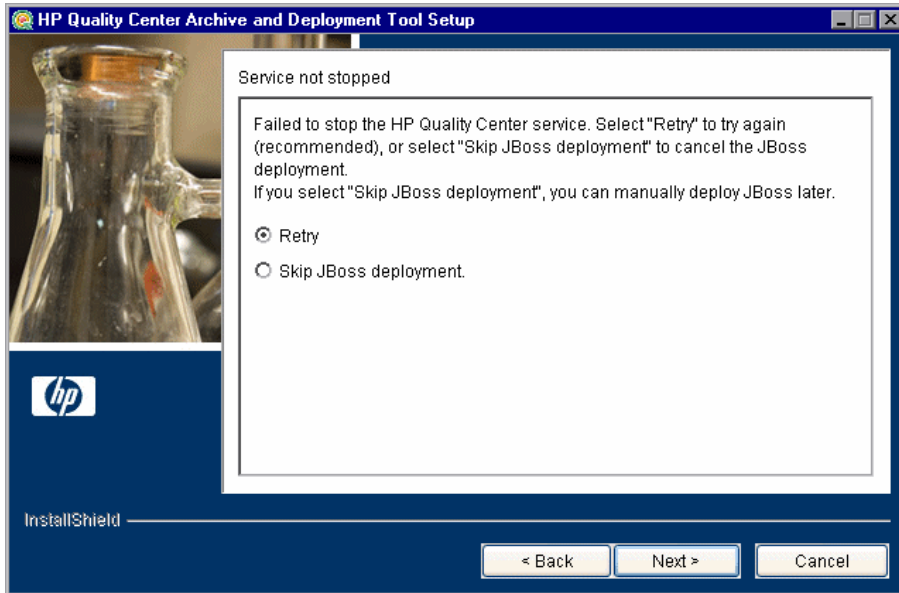 HP Quality Center Archive and Deployment Tool Setup
Service not stopped
Failed to stop the HP Quality Center service. Select "Retry" to try again
(recommended), or select "Skip JBoss deployment" to cancel the JBoss
deployment.
If you select "Skip JBoss deployment", you can manually deploy JBoss later.
Retry
Skip JBoss deployment.
hp
InstallShield
< Back
Next >
Cancel